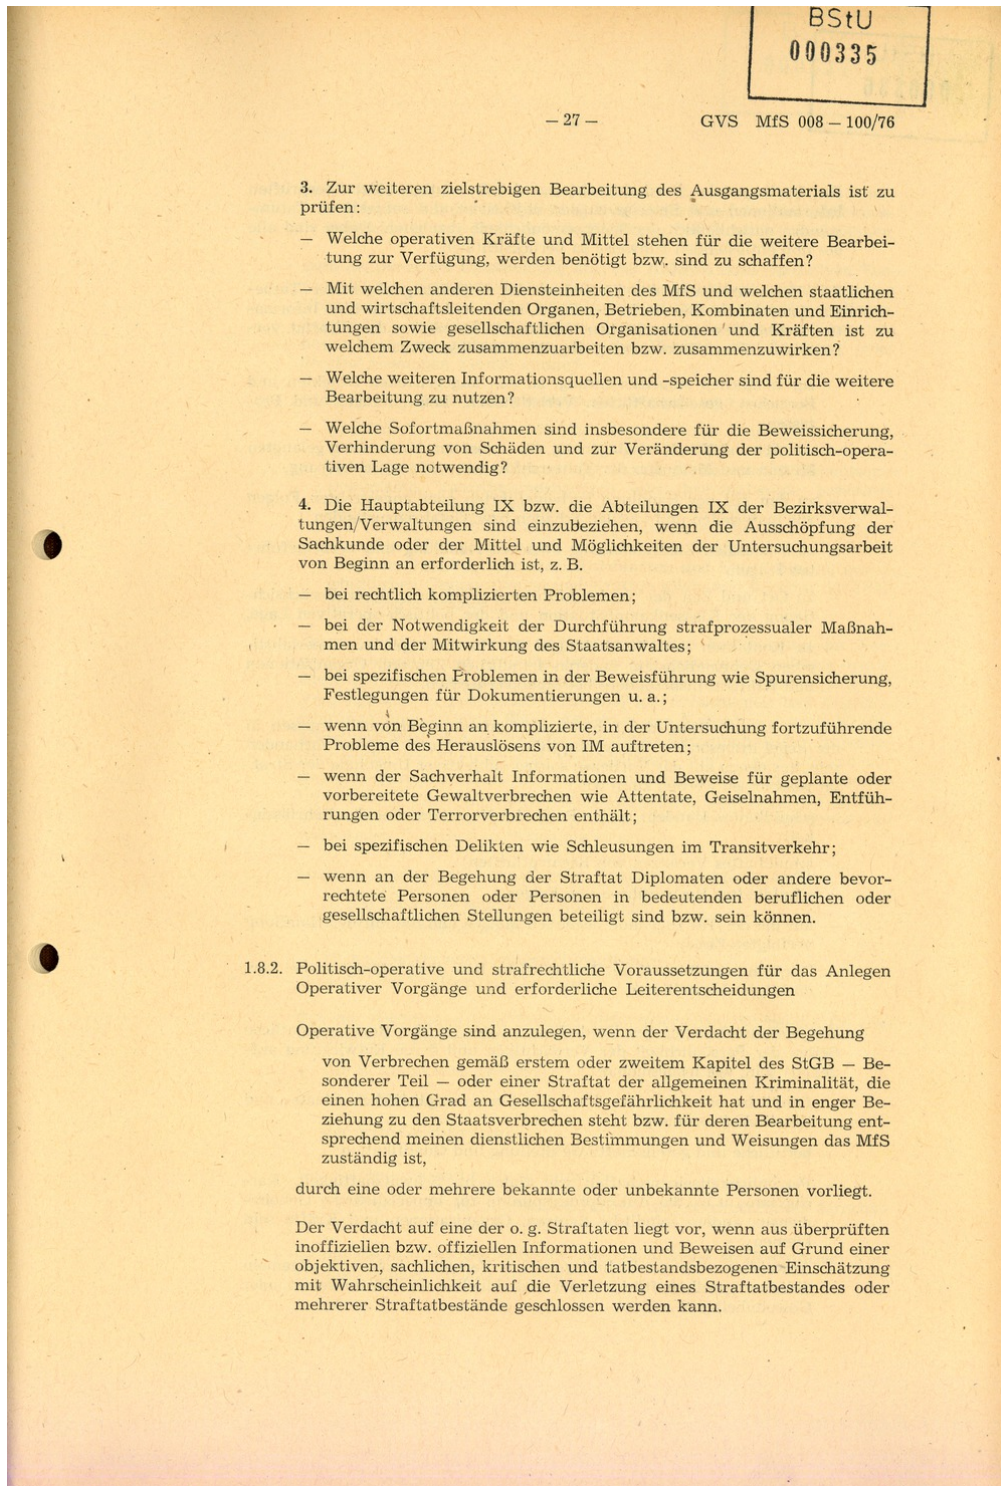 BStU
000335
— 27 —
GVS MfS 008 — 100/76
3. Zur weiteren zielstrebigen Bearbeitung des Ausgangsmaterials ist zu
prüfen:
— Welche operativen Kräfte und Mittel stehen für die weitere Bearbei-
tung zur Verfügung, werden benötigt bzw. sind zu schaffen?
— Mit welchen anderen Diensteinheiten des MfS und welchen staatlichen
und wirtschaftsleitenden Organen, Betrieben, Kombinaten und Einrich-
tungen sowie gesellschaftlichen Organisationen und Kräften ist zu
welchem Zweck zusammenzuarbeiten bzw. zusammenzuwirken?
— Welche weiteren Informationsquellen und -speicher sind für die weitere
Bearbeitung zu nutzen?
— Welche Sofortmaßnahmen sind insbesondere für die Beweissicherung,
Verhinderung von Schäden und zur Veränderung der politisch-opera-
tiven Lage notwendig?
4. Die Hauptabteilung IX bzw. die Abteilungen IX der Bezirksverwal-
tungen/Verwaltungen sind einzubeziehen, wenn die Ausschöpfung der
Sachkunde oder der Mittel und Möglichkeiten der Untersuchungsarbeit
von Beginn an erforderlich ist, z. B.
— bei rechtlich komplizierten Problemen;
— bei der Notwendigkeit der Durchführung strafprozessualer Maßnah-
men und der Mitwirkung des Staatsanwaltes;
— bei spezifischen Problemen in der Beweisführung wie Spurensicherung,
Festlegungen für Dokumentierungen u. a.;
— wenn von Beginn an komplizierte, in der Untersuchung fortzuführende
Probleme des Herauslösens von IM auftreten;
— wenn der Sachverhalt Informationen und Beweise für geplante oder
vorbereitete Gewaltverbrechen wie Attentate, Geiselnahmen, Entfüh-
rungen oder Terrorverbrechen enthält;
— bei spezifischen Delikten wie Schleusungen im Transitverkehr;
— wenn an der Begehung der Straftat Diplomaten oder andere bevor-
rechtete Personen oder Personen in bedeutenden beruflichen oder
gesellschaftlichen Stellungen beteiligt sind bzw. sein können.
1.8.2. Politisch-operative und strafrechtliche Voraussetzungen für das Anlegen
Operativer Vorgänge und erforderliche Leiterentscheidungen
Operative Vorgänge sind anzulegen, wenn der Verdacht der Begehung
von Verbrechen gemäß erstem oder zweitem Kapitel des StGB — Be-
sonderer Teil — oder einer Straftat der allgemeinen Kriminalität, die
einen hohen Grad an Gesellschaftsgefährlichkeit hat und in enger Be-
ziehung zu den Staatsverbrechen steht bzw. für deren Bearbeitung ent-
sprechend meinen dienstlichen Bestimmungen und Weisungen das MfS
zuständig ist,
durch eine oder mehrere bekannte oder unbekannte Personen vorliegt.
Der Verdacht auf eine der o. g. Straftaten liegt vor, wenn aus überprüften
inoffiziellen bzw. offiziellen Informationen und Beweisen auf Grund einer
objektiven, sachlichen, kritischen und tatbestandsbezogenen Einschätzung
mit Wahrscheinlichkeit auf die Verletzung eines Straftatbestandes oder
mehrerer Straftatbestände geschlossen werden kann.